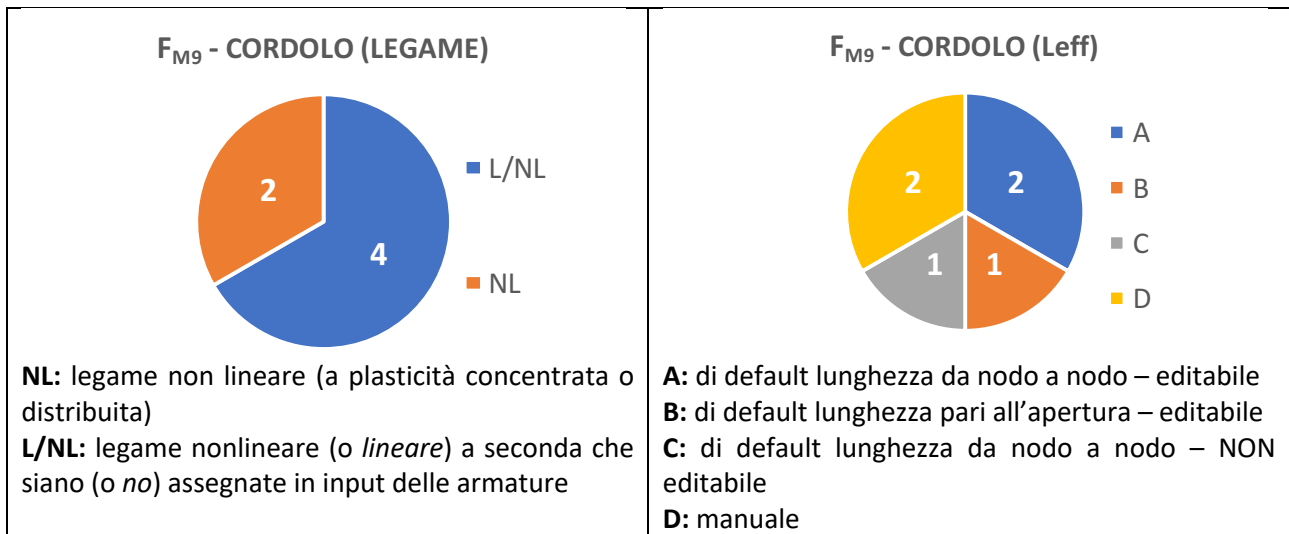 F_M9 - CORDOLO (LEGAME)
2
4
L/NL
NL
NL: legame non lineare (a plasticità concentrata o
distribuita)
L/NL: legame nonlineare (o lineare) a seconda che
siano (o no) assegnate in input delle armature
F_M9 - CORDOLO (Leff)
2
2
1
1
A
B
C
D
A: di default lunghezza da nodo a nodo – editabile
B: di default lunghezza pari all’apertura – editabile
C: di default lunghezza da nodo a nodo – NON
editabile
D: manuale